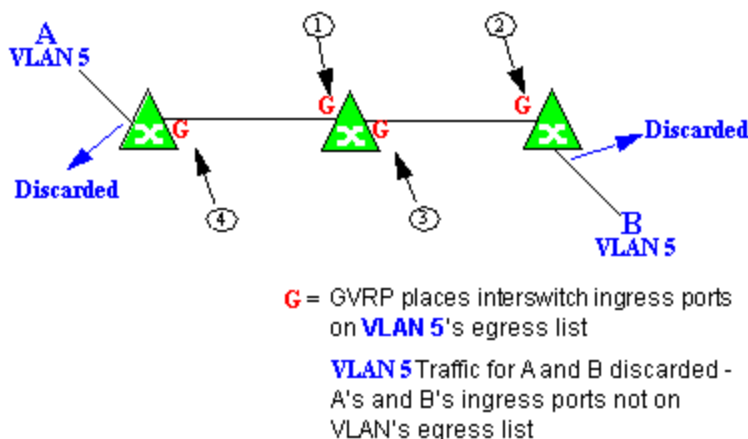 A
VLAN 5
1
2
G
G
G
G
Discarded
Discarded
4
3
B
VLAN 5
G = GVRP places interswitch ingress ports
on VLAN 5's egress list
VLAN 5 Traffic for A and B discarded -
A's and B's ingress ports not on
VLAN's egress list